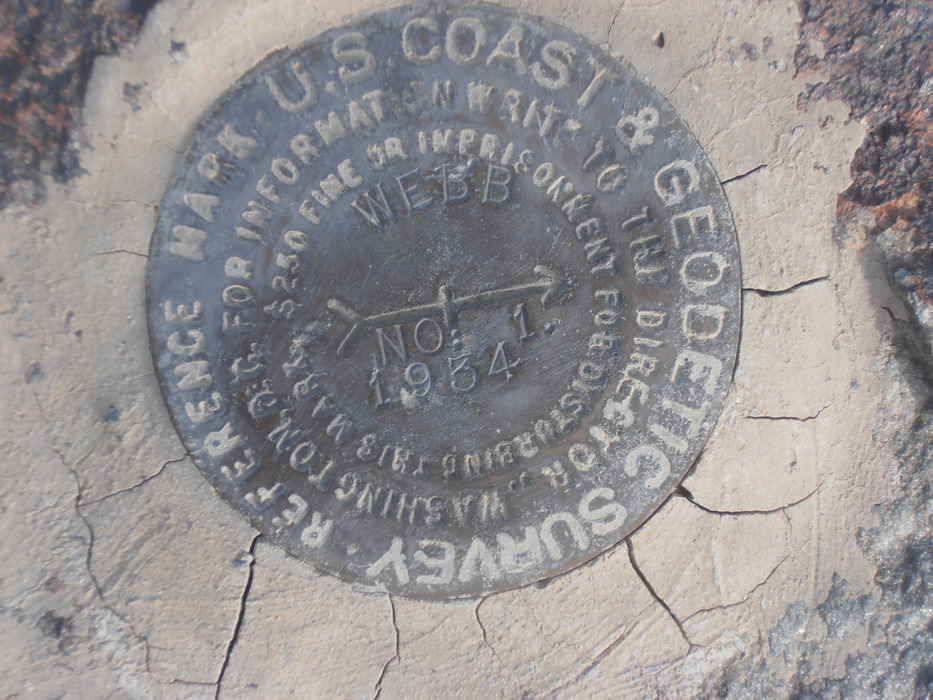 U.S. COAST & GEODETIC SURVEY
REFERENCE MARK
FOR INFORMATION WRITE TO THE DIRECTOR, WASHINGTON, D.C.
$250 FINE OR IMPRISONMENT FOR DISTURBING THIS MARK.
WEBB
NO. 1.
1954